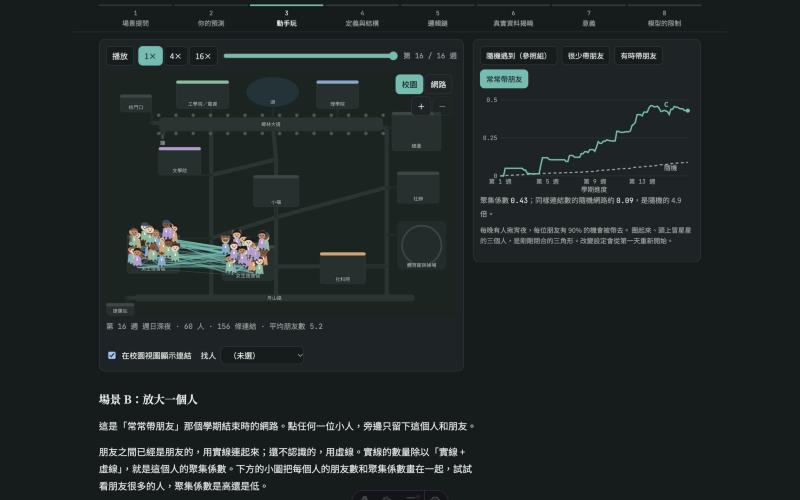 1 2 3 4 5 6 7 8
場景提問 你的預測 動手玩 定義與結構 邏輯鏈 真實資料揭曉 意義 模型的限制
播放 1× 4× 16× 第 16 / 16 週
校園 網路
+ −
湖
理學院
椰林大道
文學院
小福
社科院
舟山路
第 16 週 週日深夜 · 60 人 · 156 條連結 · 平均朋友數 5.2
在校園視圖顯示連結 找人 （未選）
隨機遇到（參照組） 很少帶朋友 有時帶朋友
常常帶朋友
0.5
C
0.25
隨機
0
第 1 週 第 5 週 第 9 週 第 13 週
學期進度
聚集係數 0.43；同樣連結數的隨機網路約 0.09，是隨機的 4.9
倍。
每晚有人揪宵夜，每位朋友有 90% 的機會被帶去。圈起來、頭上冒星星
的三個人，是剛剛閉合的三角形。改變設定會從第一天重新開始。
場景 B：放大一個人
這是「常常帶朋友」那個學期結束時的網路。點任何一位小人，旁邊只留下這個人和朋友。
朋友之間已經是朋友的，用實線連起來；還不認識的，用虛線。實線的數量除以「實線 +
虛線」，就是這個人的聚集係數。下方的小圖把每個人的朋友數和聚集係數畫在一起，試試
看朋友很多的人，聚集係數是高還是低。